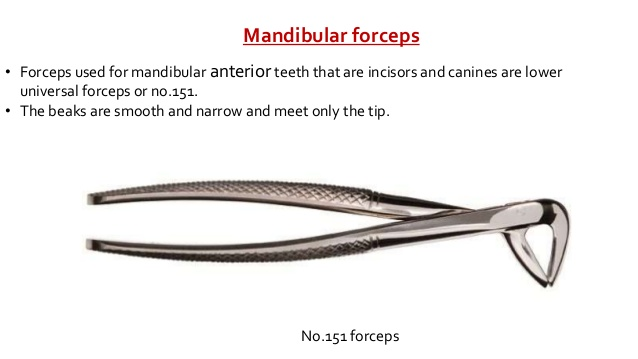 Mandibular forceps
• Forceps used for mandibular anterior teeth that are incisors and canines are lower
universal forceps or no.151.
• The beaks are smooth and narrow and meet only the tip.
No.151 forceps